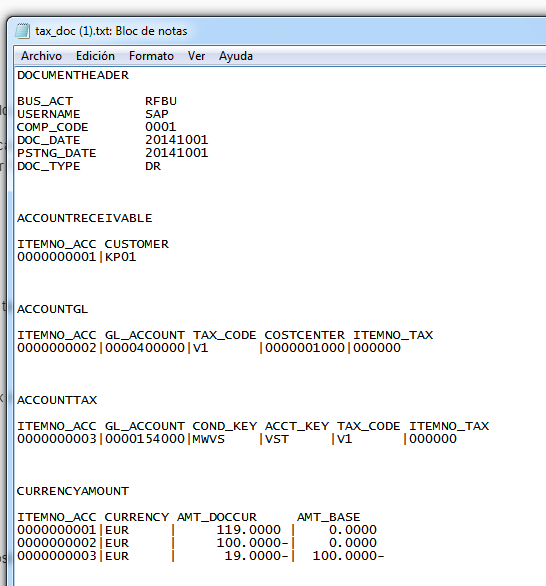 tax_doc (1).txt: Bloc de notas
Archivo Edición Formato Ver Ayuda
DOCUMENTHEADER
BUS_ACT RFBU
USERNAME SAP
COMP_CODE 0001
DOC_DATE 20141001
PSTNG_DATE 20141001
DOC_TYPE DR
ACCOUNTRECEIVABLE
ITEMNO_ACC CUSTOMER
0000000001|KP01
ACCOUNTGL
ITEMNO_ACC GL_ACCOUNT TAX_CODE COSTCENTER ITEMNO_TAX
0000000002|0000400000|V1 |0000001000|000000
ACCOUNTTAX
ITEMNO_ACC GL_ACCOUNT COND_KEY ACCT_KEY TAX_CODE ITEMNO_TAX
0000000003|0000154000|MWVS |VST |V1 |000000
CURRENCYAMOUNT
ITEMNO_ACC CURRENCY AMT_DOCCUR AMT_BASE
0000000001|EUR | 119.0000 | 0.0000
0000000002|EUR | 100.0000-| 0.0000
0000000003|EUR | 19.0000-| 100.0000-